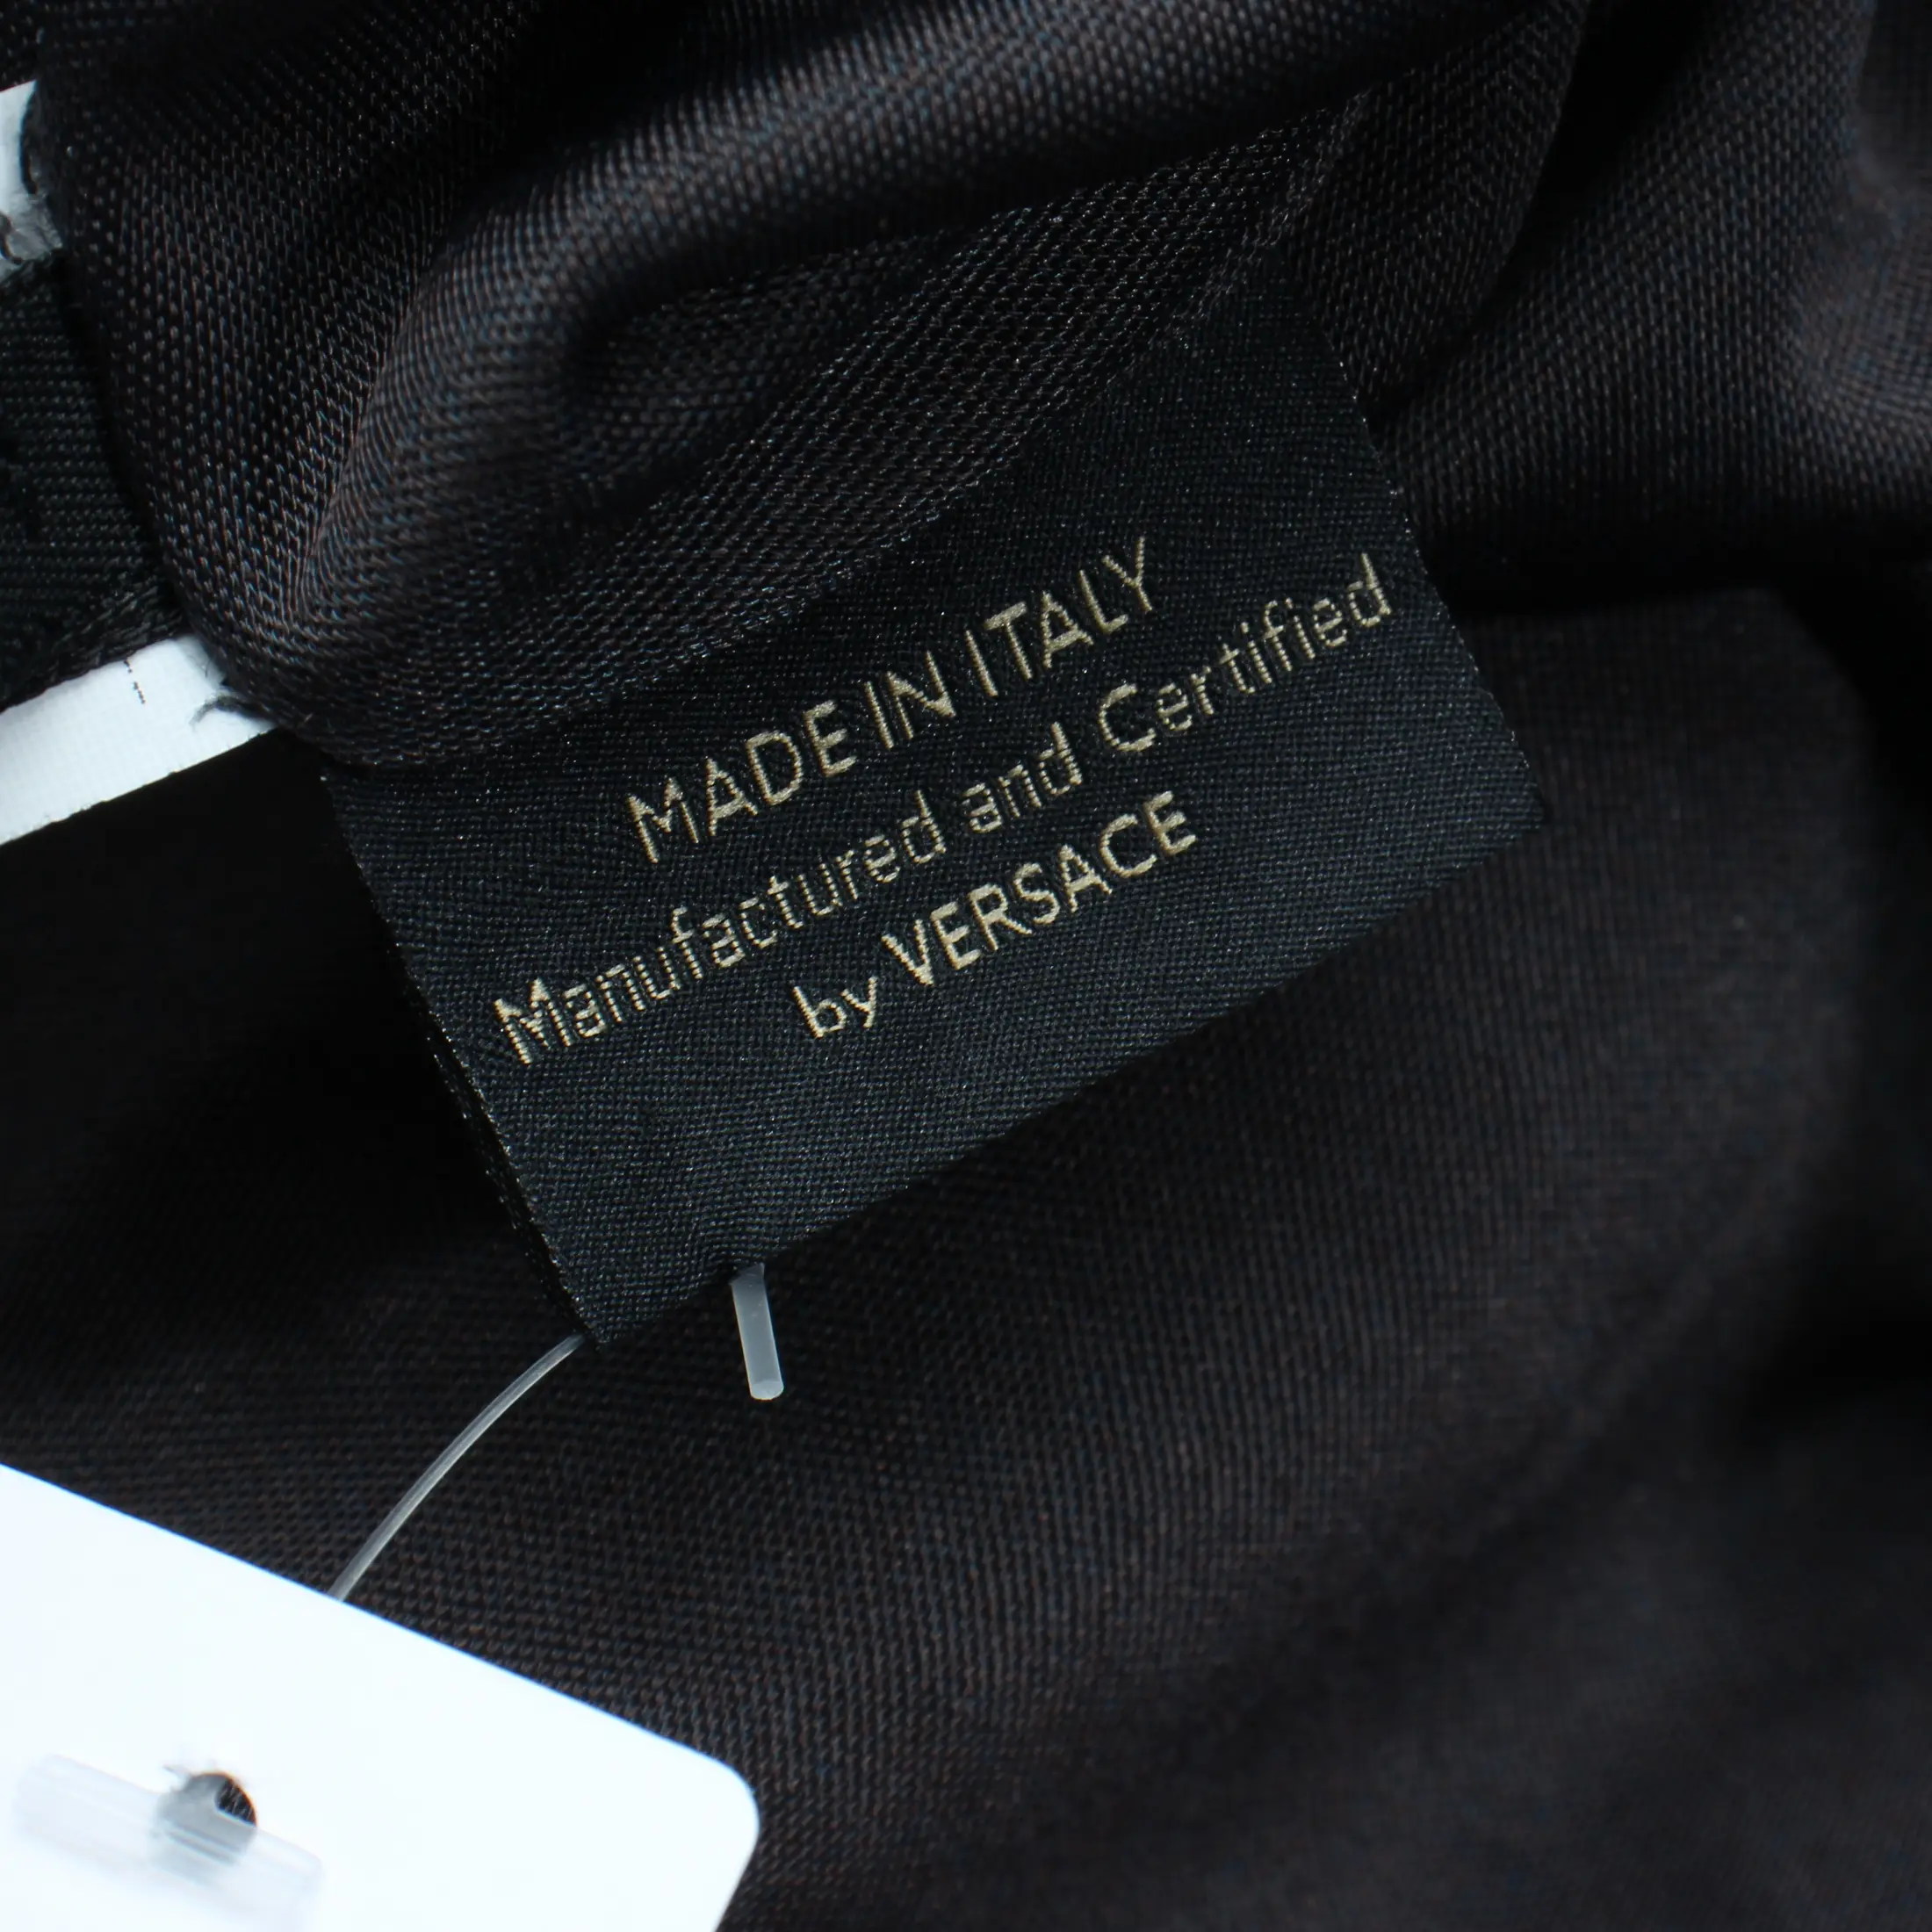 MADE IN ITALY
Manufactured and Certified
by VERSACE